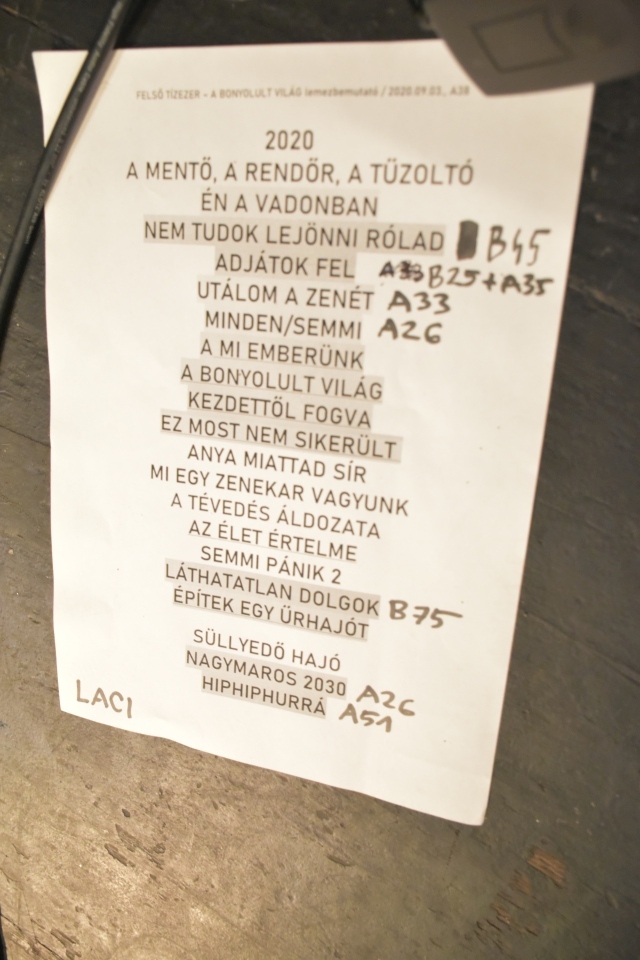 FELSŐ TÍZEZER - A BONYOLULT VILÁG lemezbemutató / 2020.09.03, A38
2020
A MENTŐ, A RENDŐR, A TŰZOLTÓ
ÉN A VADONBAN
NEM TUDOK LEJÖNNI RÓLAD B45
ADJÁTOK FEL A33 B25+A35
UTÁLOM A ZENÉT A33
MINDEN/SEMMI A26
A MI EMBERÜNK
A BONYOLULT VILÁG
KEZDETTŐL FOGVA
EZ MOST NEM SIKERÜLT
ANYA MIATTAD SÍR
MI EGY ZENEKAR VAGYUNK
A TÉVEDÉS ÁLDOZATA
AZ ÉLET ÉRTELME
SEMMI PÁNIK 2
LÁTHATATLAN DOLGOK B75
ÉPÍTEK EGY ŰRHAJÓT
SÜLLYEDŐ HAJÓ
NAGYMAROS 2030 A26
HIPHIPHURRÁ A51
LACI